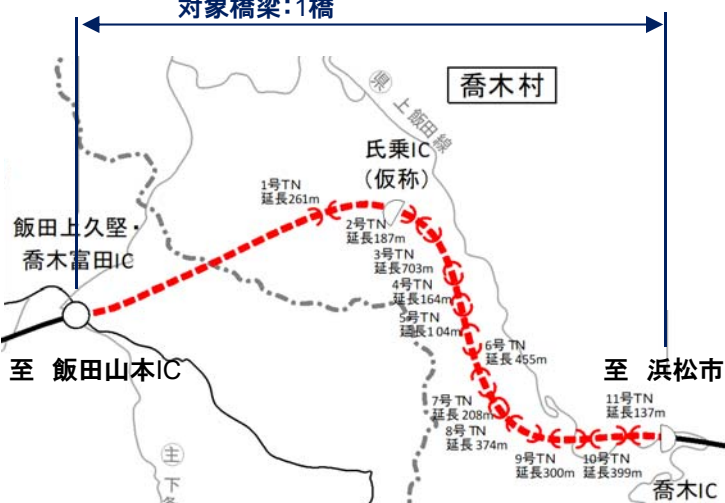 対象橋梁:1橋
喬木村
県 上飯田線
氏乗IC
(仮称)
1号TN
延長261m
飯田上久堅・
喬木富田IC
2号TN
延長187m
3号TN
延長703m
4号TN
延長164m
5号TN
延長104m
6号TN
延長455m
至 飯田山本IC
至 浜松市
7号TN
延長208m
8号TN
延長374m
11号TN
延長137m
9号TN
延長300m
10号TN
延長399m
主 下条
喬木IC